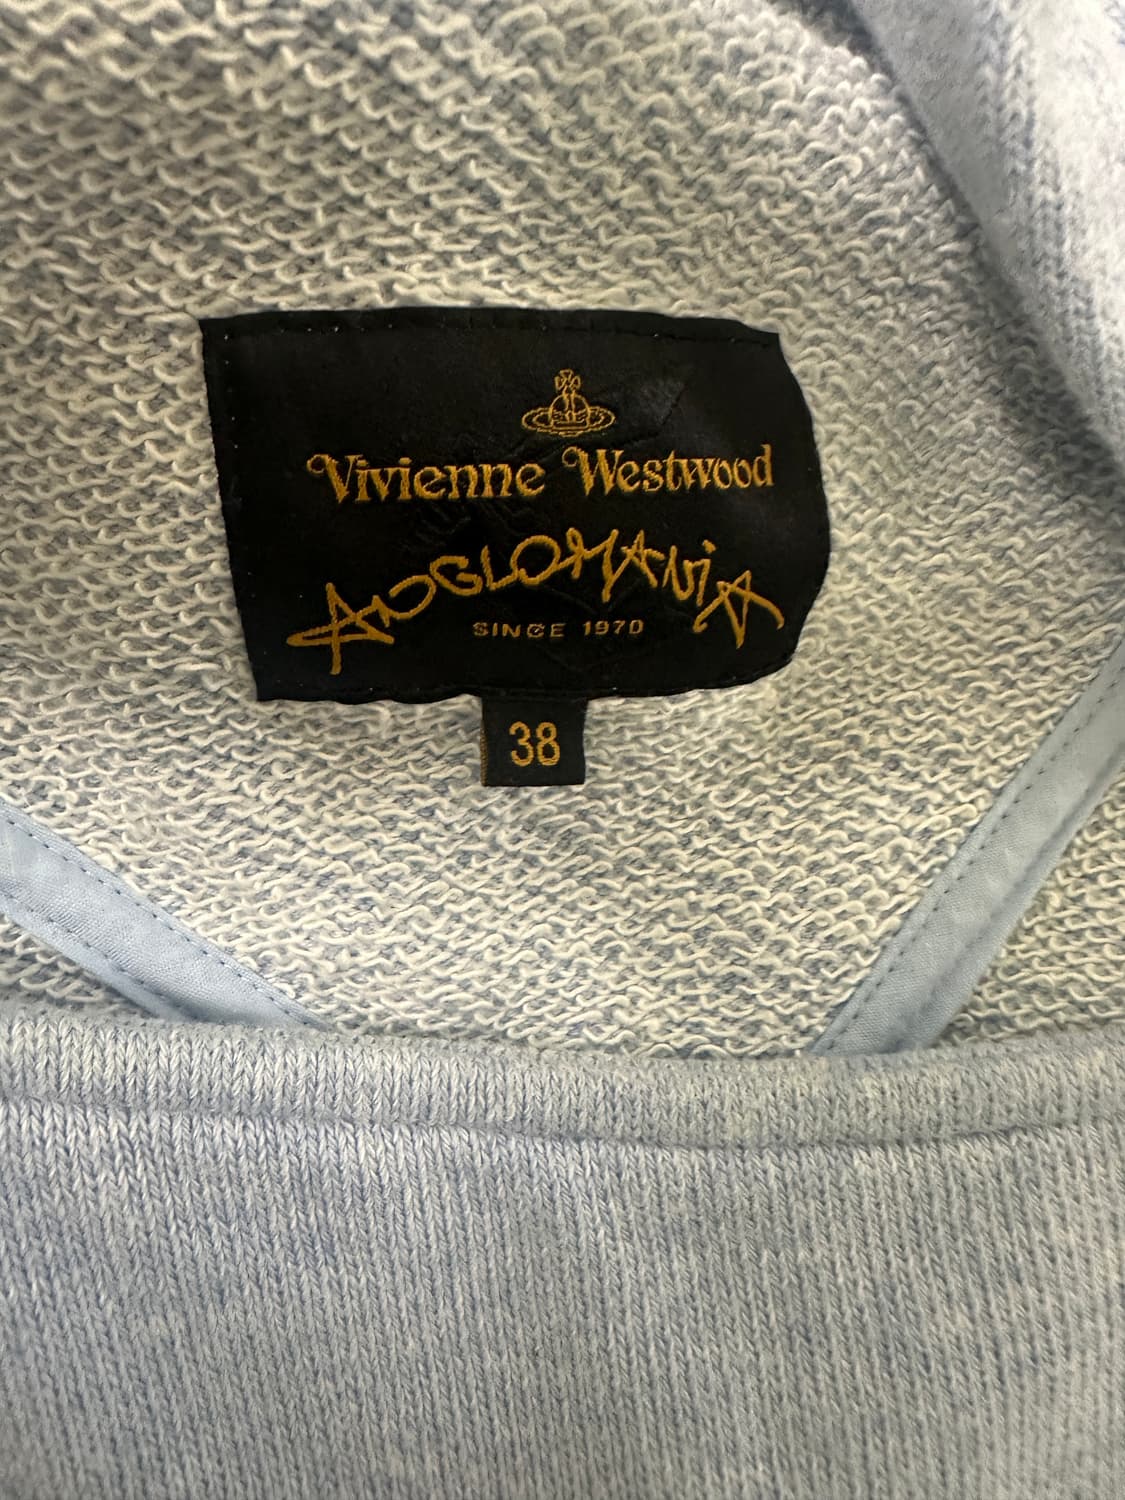 Vivienne Westwood
ANGLOMANiA
SINCE 1970
38